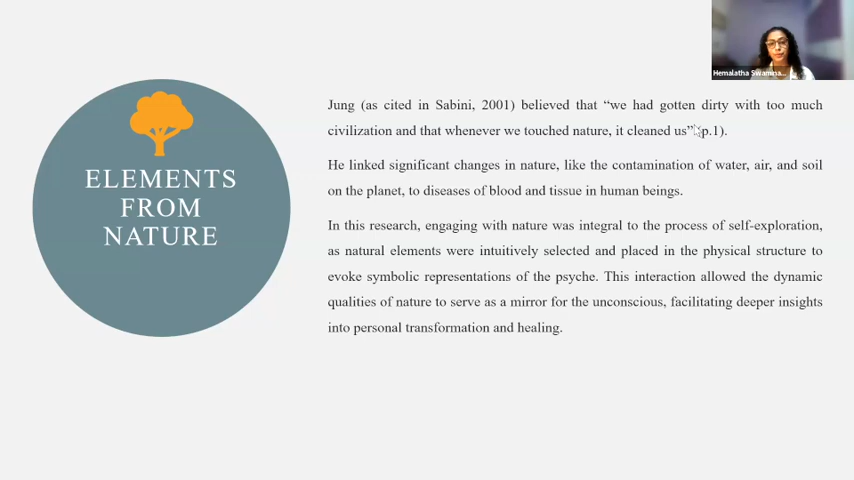 Hemalatha Swamina...
ELEMENTS
FROM
NATURE
Jung (as cited in Sabini, 2001) believed that “we had gotten dirty with too much
civilization and that whenever we touched nature, it cleaned us” (p.1).
He linked significant changes in nature, like the contamination of water, air, and soil
on the planet, to diseases of blood and tissue in human beings.
In this research, engaging with nature was integral to the process of self-exploration,
as natural elements were intuitively selected and placed in the physical structure to
evoke symbolic representations of the psyche. This interaction allowed the dynamic
qualities of nature to serve as a mirror for the unconscious, facilitating deeper insights
into personal transformation and healing.